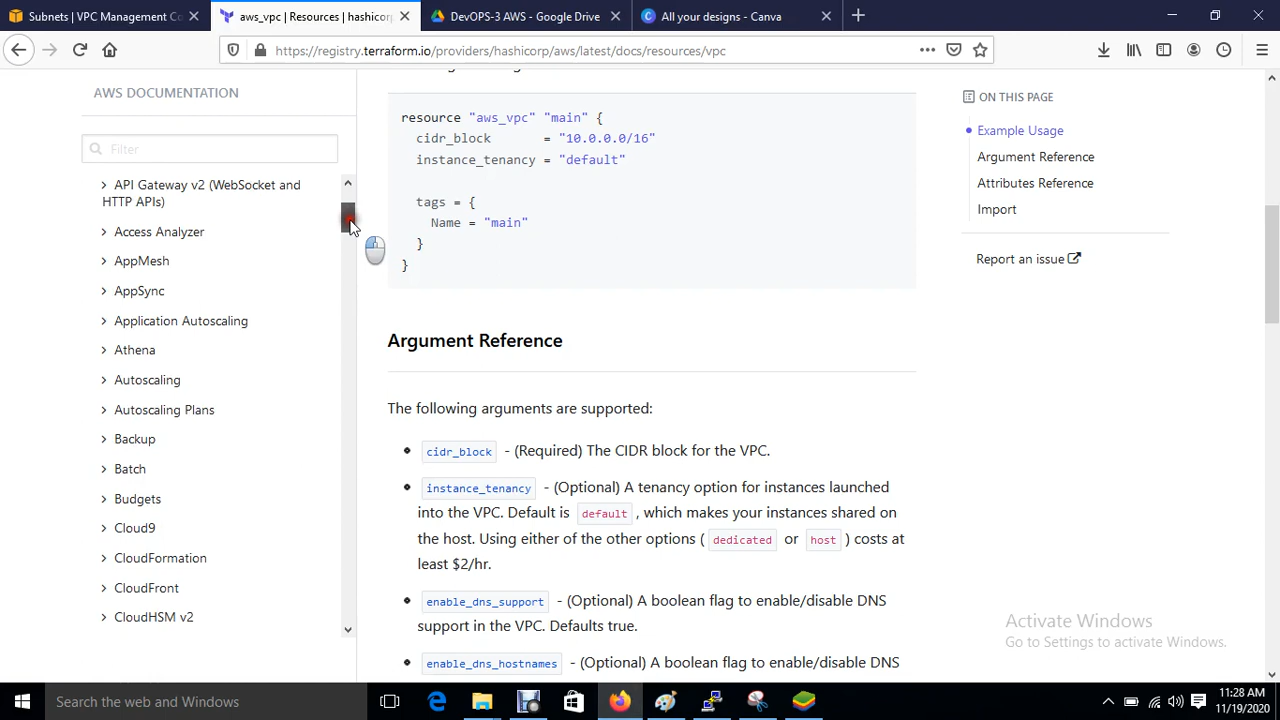 Subnets | VPC Management Co
aws_vpc | Resources | hashicorp
DevOPS-3 AWS - Google Drive
All your designs - Canva
https://registry.terraform.io/providers/hashicorp/aws/latest/docs/resources/vpc
AWS DOCUMENTATION
Filter
API Gateway v2 (WebSocket and
HTTP APIs)
Access Analyzer
AppMesh
AppSync
Application Autoscaling
Athena
Autoscaling
Autoscaling Plans
Backup
Batch
Budgets
Cloud9
CloudFormation
CloudFront
CloudHSM v2
resource "aws_vpc" "main" {
cidr_block = "10.0.0.0/16"
instance_tenancy = "default"
tags = {
Name = "main"
}
}
Argument Reference
The following arguments are supported:
cidr_block - (Required) The CIDR block for the VPC.
instance_tenancy - (Optional) A tenancy option for instances launched
into the VPC. Default is default , which makes your instances shared on
the host. Using either of the other options ( dedicated or host ) costs at
least $2/hr.
enable_dns_support - (Optional) A boolean flag to enable/disable DNS
support in the VPC. Defaults true.
enable_dns_hostnames - (Optional) A boolean flag to enable/disable DNS
ON THIS PAGE
Example Usage
Argument Reference
Attributes Reference
Import
Report an issue
Activate Windows
Go to Settings to activate Windows.
Search the web and Windows
11:28 AM
11/19/2020